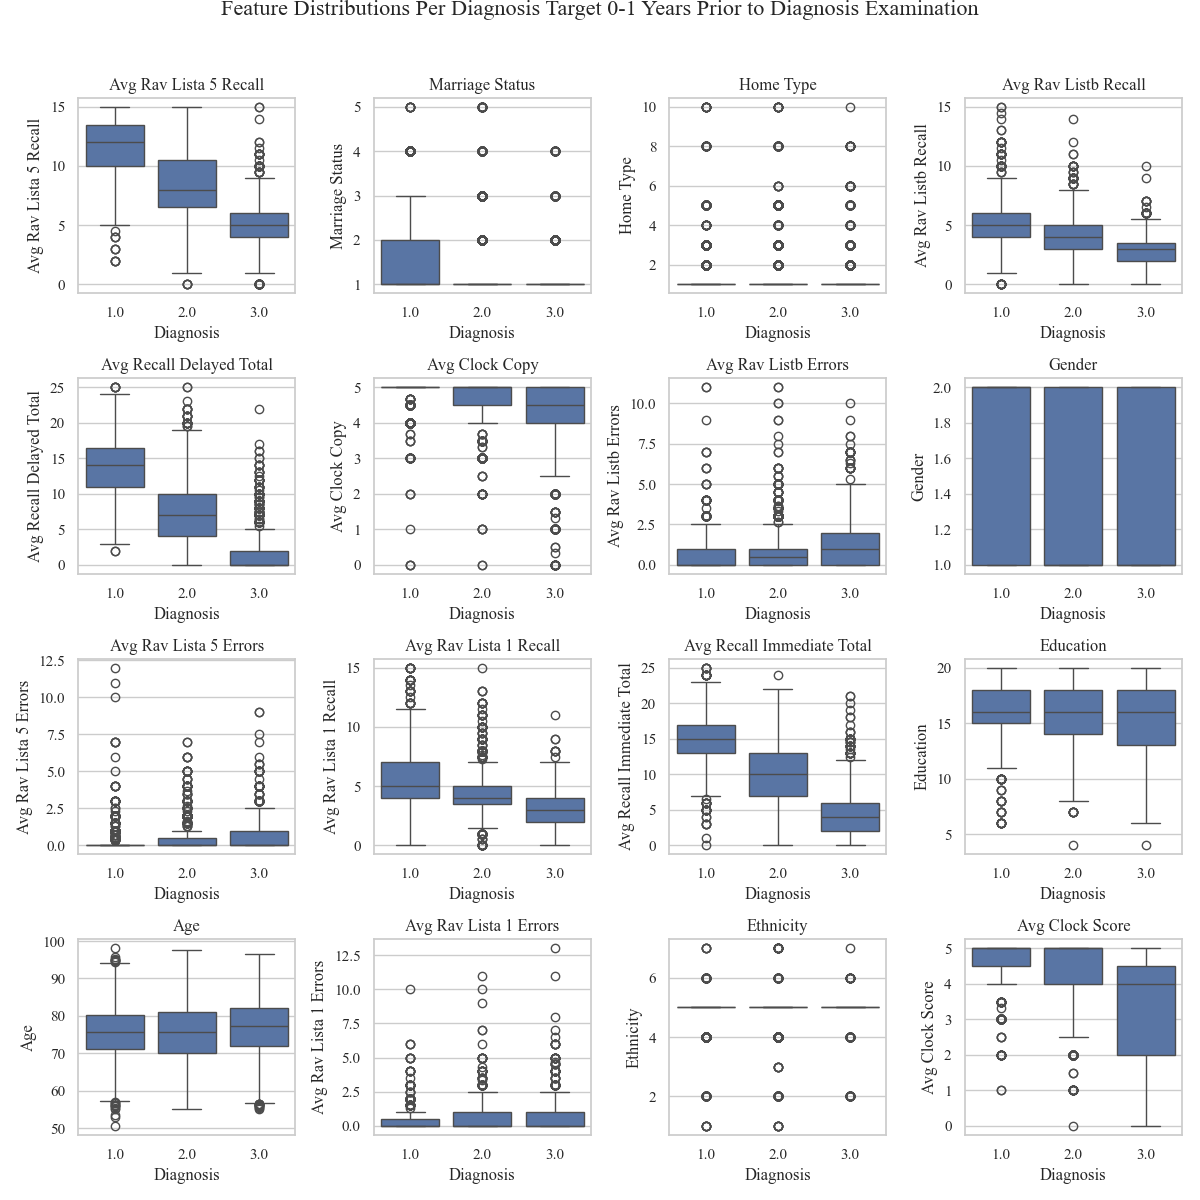 Feature Distributions Per Diagnosis Target 0-1 Years Prior to Diagnosis Examination
Avg Rav Lista 5 Recall
Avg Rav Lista 5 Recall
15
10
5
0
1.0 2.0 3.0
Diagnosis
Marriage Status
Marriage Status
5
4
3
2
1
1.0 2.0 3.0
Diagnosis
Home Type
Home Type
10
8
6
4
2
1.0 2.0 3.0
Diagnosis
Avg Rav Listb Recall
Avg Rav Listb Recall
15
10
5
0
1.0 2.0 3.0
Diagnosis
Avg Recall Delayed Total
Avg Recall Delayed Total
25
20
15
10
5
0
1.0 2.0 3.0
Diagnosis
Avg Clock Copy
Avg Clock Copy
5
4
3
2
1
0
1.0 2.0 3.0
Diagnosis
Avg Rav Listb Errors
Avg Rav Listb Errors
10.0
7.5
5.0
2.5
0.0
1.0 2.0 3.0
Diagnosis
Gender
Gender
2.0
1.8
1.6
1.4
1.2
1.0
1.0 2.0 3.0
Diagnosis
Avg Rav Lista 5 Errors
Avg Rav Lista 5 Errors
12.5
10.0
7.5
5.0
2.5
0.0
1.0 2.0 3.0
Diagnosis
Avg Rav Lista 1 Recall
Avg Rav Lista 1 Recall
15
10
5
0
1.0 2.0 3.0
Diagnosis
Avg Recall Immediate Total
Avg Recall Immediate Total
25
20
15
10
5
0
1.0 2.0 3.0
Diagnosis
Education
Education
20
15
10
5
1.0 2.0 3.0
Diagnosis
Age
Age
100
90
80
70
60
50
1.0 2.0 3.0
Diagnosis
Avg Rav Lista 1 Errors
Avg Rav Lista 1 Errors
12.5
10.0
7.5
5.0
2.5
0.0
1.0 2.0 3.0
Diagnosis
Ethnicity
Ethnicity
6
4
2
1.0 2.0 3.0
Diagnosis
Avg Clock Score
Avg Clock Score
5
4
3
2
1
0
1.0 2.0 3.0
Diagnosis